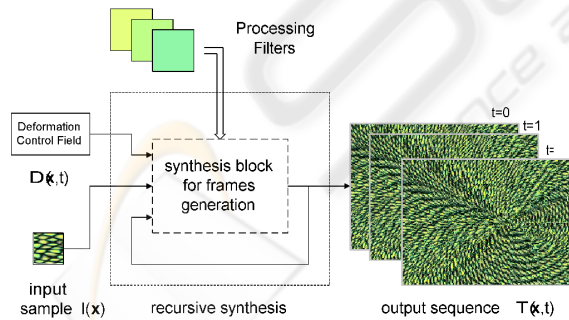 Processing
Filters
t=0
t=1
t=
Deformation
Control Field
synthesis block
for frames
generation
D(x,t)
input
sample I(x)
recursive synthesis
output sequence T(x,t)